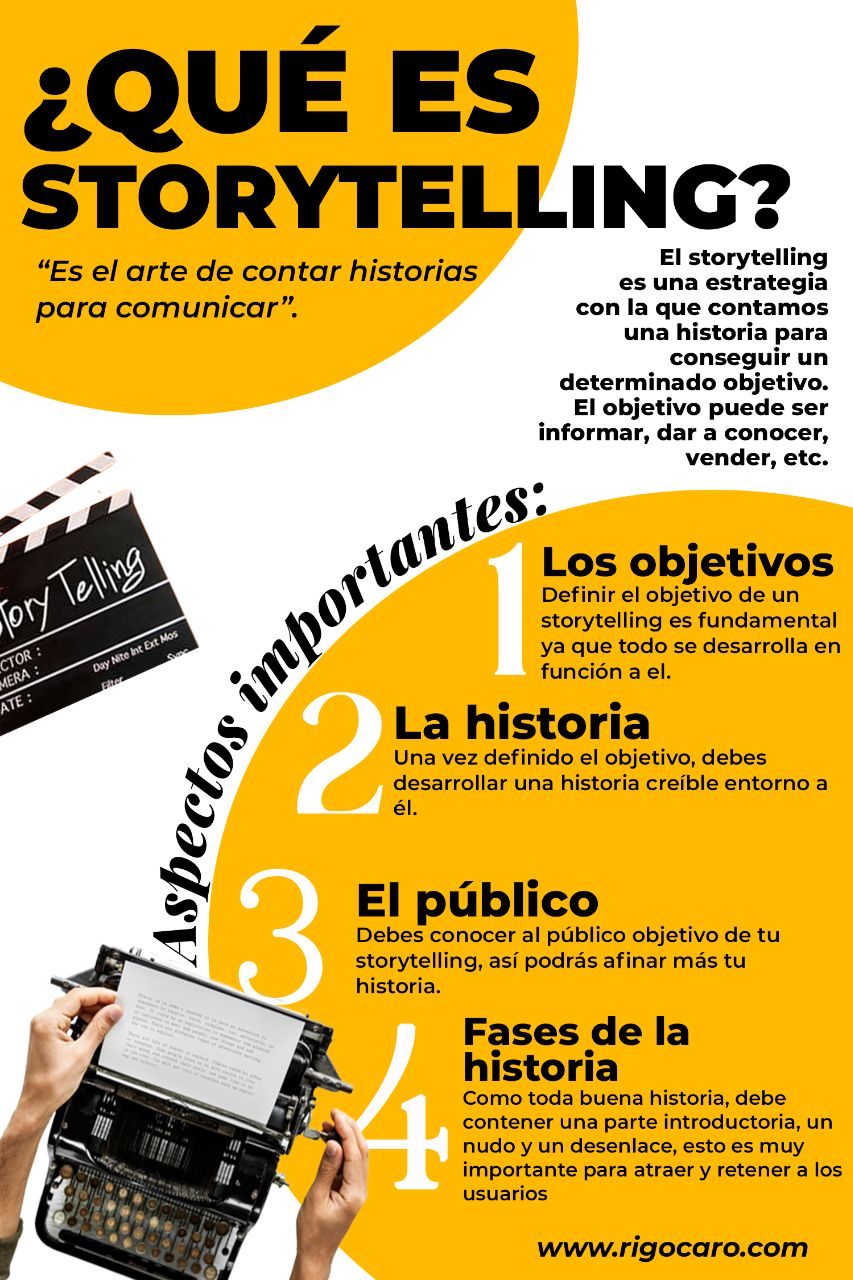 ¿QUÉ ES
STORYTELLING?
“Es el arte de contar historias
para comunicar”.
El storytelling
es una estrategia
con la que contamos
una historia para
conseguir un
determinado objetivo.
El objetivo puede ser
informar, dar a conocer,
vender, etc.
Story Telling
Day Nite Int Ext Mos
Filter
Sync
Aspectos importantes:
1
Los objetivos
Definir el objetivo de un
storytelling es fundamental
ya que todo se desarrolla en
función a el.
2
La historia
Una vez definido el objetivo, debes
desarrollar una historia creíble entorno a
él.
3
El público
Debes conocer al público objetivo de tu
storytelling, así podrás afinar más tu
historia.
4
Fases de la
historia
Como toda buena historia, debe
contener una parte introductoria, un
nudo y un desenlace, esto es muy
importante para atraer y retener a los
usuarios
www.rigocaro.com